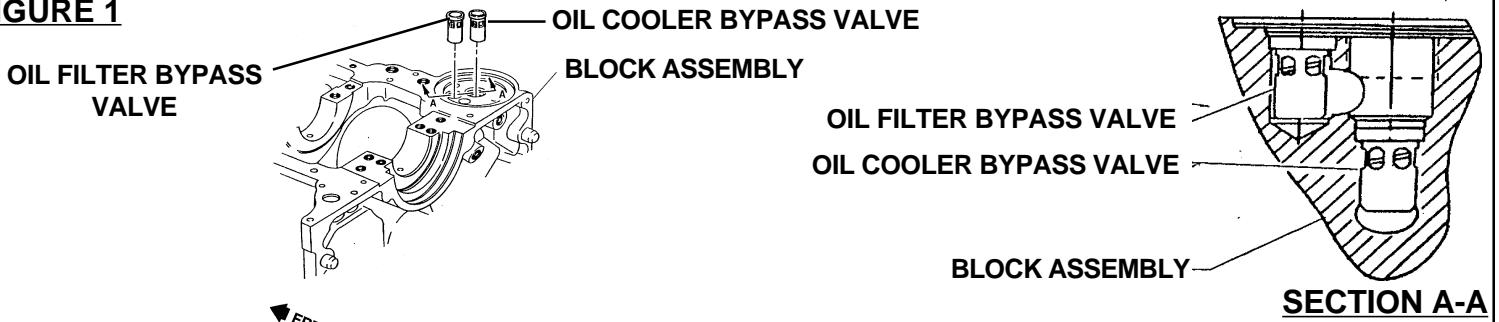 IGURE 1
OIL FILTER BYPASS
VALVE
OIL COOLER BYPASS VALVE
BLOCK ASSEMBLY
A
A
OIL FILTER BYPASS VALVE
OIL COOLER BYPASS VALVE
BLOCK ASSEMBLY
SECTION A-A